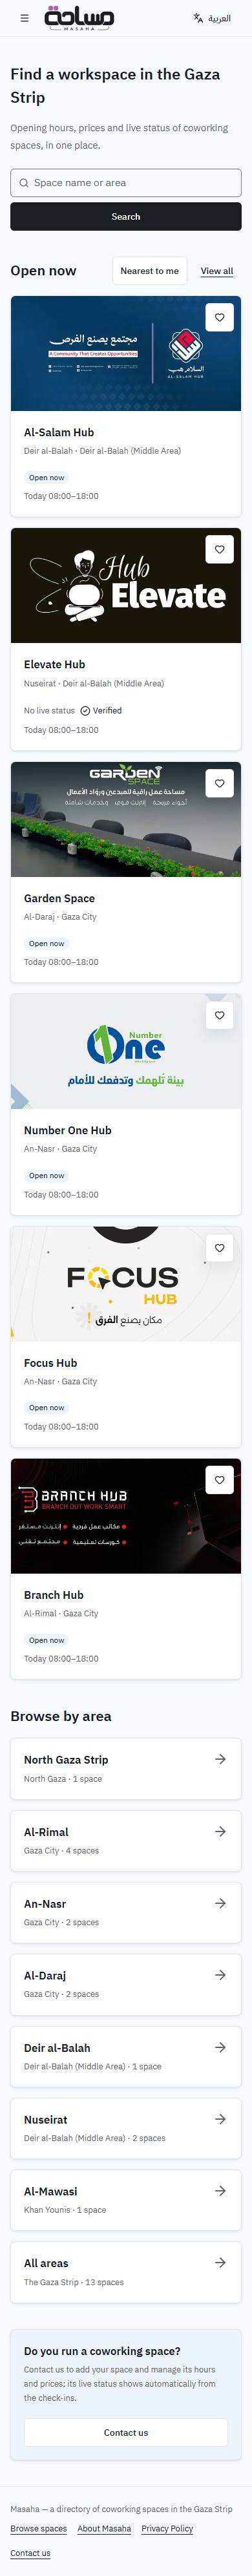 مساحة
MASAHA
العربية
Find a workspace in the Gaza
Strip
Opening hours, prices and live status of coworking
spaces, in one place.
Space name or area
Search
Open now
Nearest to me
View all
مجتمع يصنع الفرص
A Community That Creates Opportunities
السلام هب
AL-SALAM HUB
Al-Salam Hub
Deir al-Balah · Deir al-Balah (Middle Area)
Open now
Today 08:00–18:00
Hub
Elevate
Elevate Hub
Nuseirat · Deir al-Balah (Middle Area)
No live status
Verified
Today 08:00–18:00
GARDEN
SPACE
مساحة عمل راقية للمبدعين ورواد الأعمال
أجواء مريحة
إنترنت قوي
وخدمات شاملة
Garden Space
Al-Daraj · Gaza City
Open now
Today 08:00–18:00
Number
One
بيئة تُلهمك وتدفعك للأمام
Number One Hub
An-Nasr · Gaza City
Open now
Today 08:00–18:00
FOCUS
HUB
مكان يصنع الفرق !
Focus Hub
An-Nasr · Gaza City
Open now
Today 08:00–18:00
BRANCH HUB
BRANCH OUT WORK SMART
مكاتب عمل فردية
إنترنت مستقر
كورسات تعليمية
مجتمع تقني
Branch Hub
Al-Rimal · Gaza City
Open now
Today 08:00–18:00
Browse by area
North Gaza Strip
North Gaza · 1 space
Al-Rimal
Gaza City · 4 spaces
An-Nasr
Gaza City · 2 spaces
Al-Daraj
Gaza City · 2 spaces
Deir al-Balah
Deir al-Balah (Middle Area) · 1 space
Nuseirat
Deir al-Balah (Middle Area) · 2 spaces
Al-Mawasi
Khan Younis · 1 space
All areas
The Gaza Strip · 13 spaces
Do you run a coworking space?
Contact us to add your space and manage its hours
and prices; its live status shows automatically from
the check-ins.
Contact us
Masaha — a directory of coworking spaces in the Gaza Strip
Browse spaces
About Masaha
Privacy Policy
Contact us